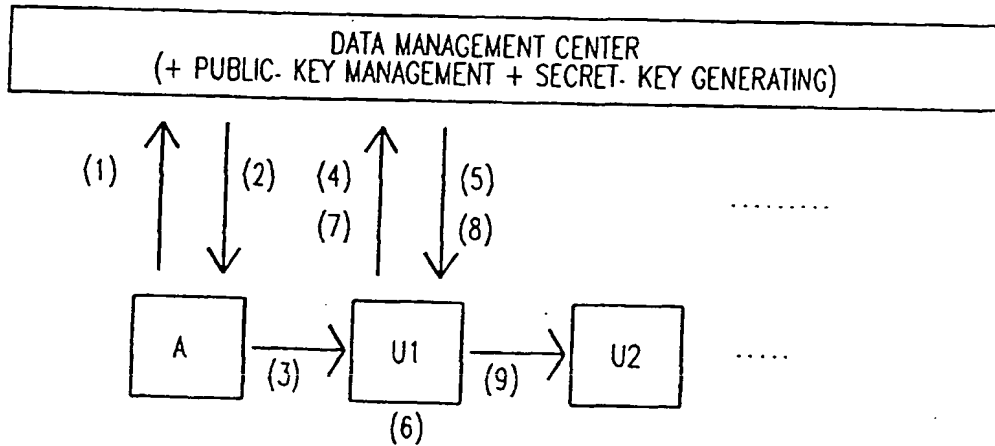 DATA MANAGEMENT CENTER
(+ PUBLIC- KEY MANAGEMENT + SECRET- KEY GENERATING)
(1) (2) (4) (5)
(7) (8)
.........
A U1 U2 .....
(3) (9)
(6)